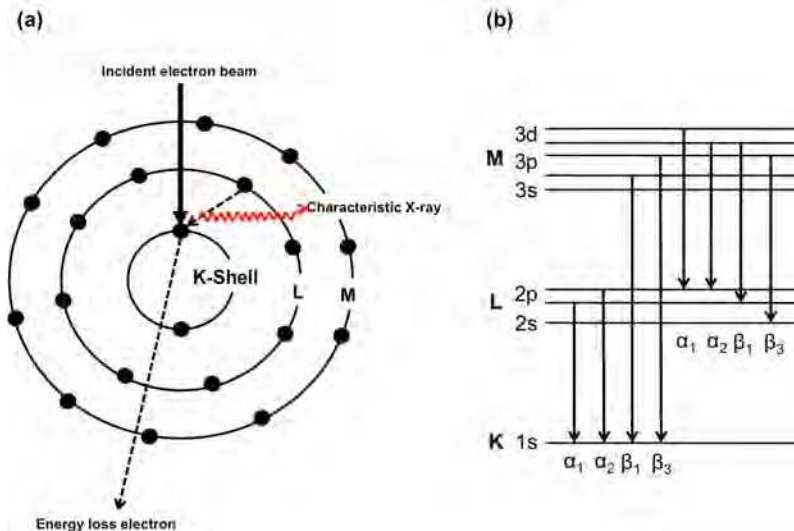 (a)
Incident electron beam
Characteristic X-ray
K-Shell
L
M
Energy loss electron
(b)
3d
M 3p
3s
2p
L
2s
α₁ α₂ β₁ β₃
K 1s
α₁ α₂ β₁ β₃